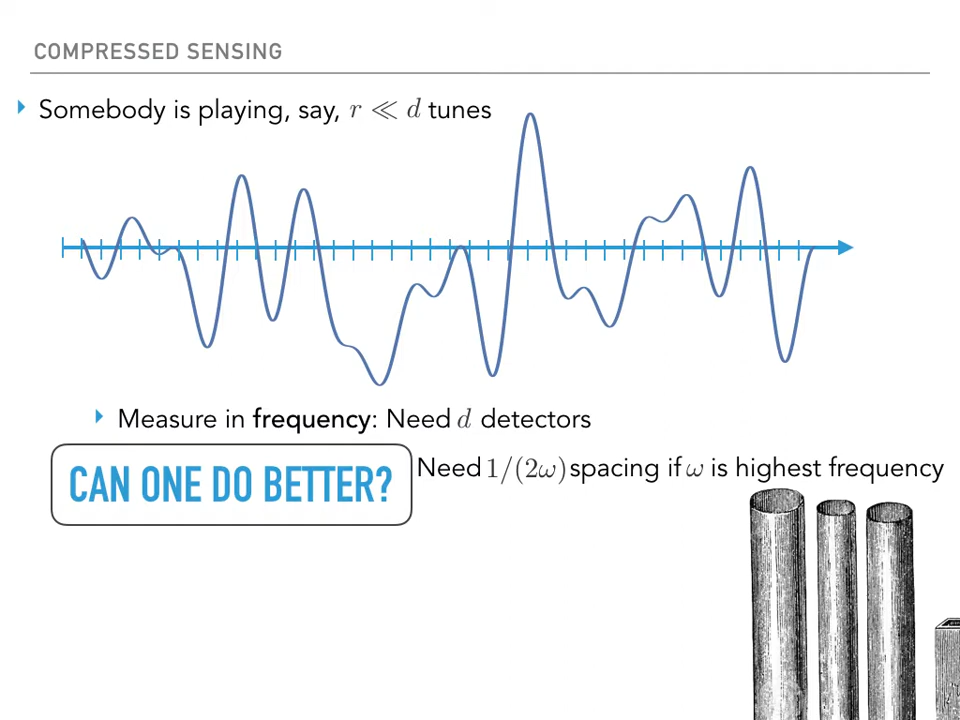 COMPRESSED SENSING
Somebody is playing, say, r ≪ d tunes
Measure in frequency: Need d detectors
CAN ONE DO BETTER?
Need 1/(2ω) spacing if ω is highest frequency